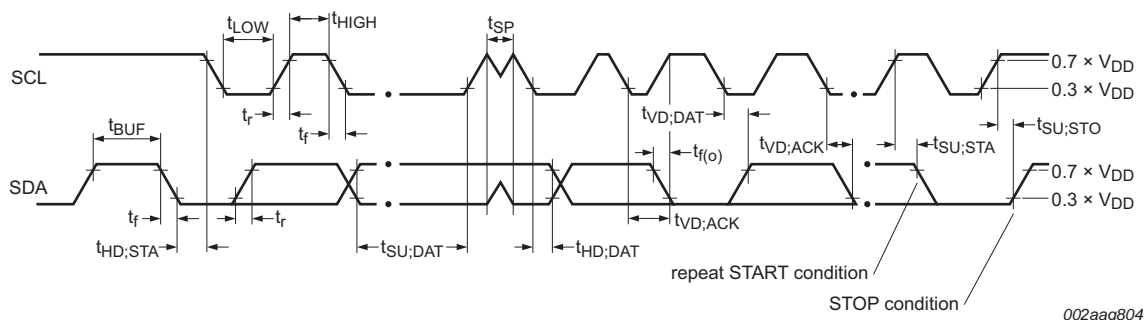 tLOW
tHIGH
tSP
SCL
0.7 × VDD
0.3 × VDD
tr
tf
tBUF
tVD;DAT
tSU;STO
tVD;ACK
tSU;STA
tf(o)
SDA
0.7 × VDD
0.3 × VDD
tf
tr
tVD;ACK
tHD;STA
tSU;DAT
tHD;DAT
repeat START condition
STOP condition
002aag804